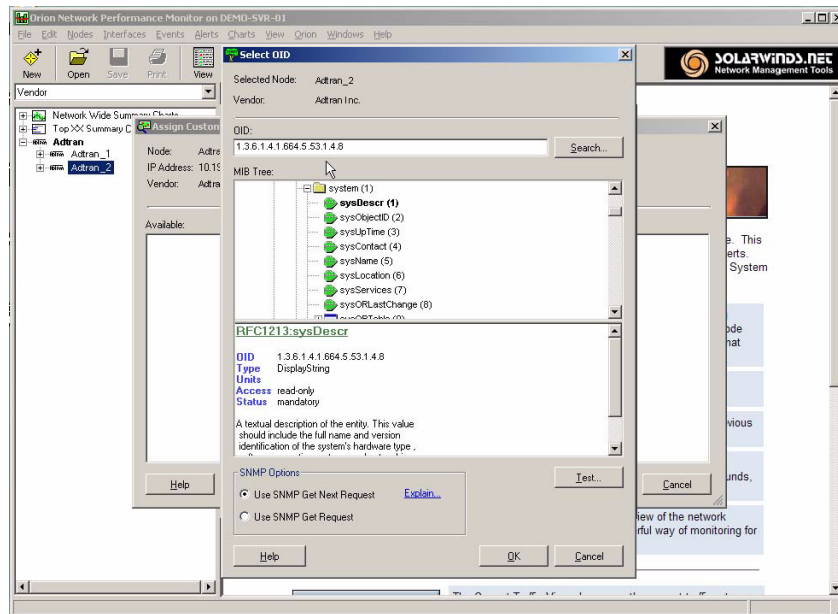 Orion Network Performance Monitor on DEMO-SVR-01
File Edit Nodes Interfaces Events Alerts Charts View Orion Windows Help
New Open Save Print View
SOLARWINDS.NET
Network Management Tools
Vendor
Network Wide Summary Charts
Top XX Summary C
Adtran
Adtran_1
Adtran_2
Assign Custom
Node: Adtra
IP Address: 10.19
Vendor: Adtra
Available:
Help
Cancel
Select OID
Selected Node: Adtran_2
Vendor: Adtran Inc.
OID:
1.3.6.1.4.1.664.5.53.1.4.8
Search...
MIB Tree:
system (1)
sysDescr (1)
sysObjectID (2)
sysUpTime (3)
sysContact (4)
sysName (5)
sysLocation (6)
sysServices (7)
sysORLastChange (8)
sysORTable (9)
RFC1213:sysDescr
OID 1.3.6.1.4.1.664.5.53.1.4.8
Type DisplayString
Units
Access read-only
Status mandatory
A textual description of the entity. This value
should include the full name and version
identification of the system's hardware type ,
SNMP Options
Use SNMP Get Next Request Explain...
Use SNMP Get Request
Test...
Help
OK
Cancel
e. This
erts.
System
ode
hat
vious
unds,
iew of the network
rful way of monitoring for